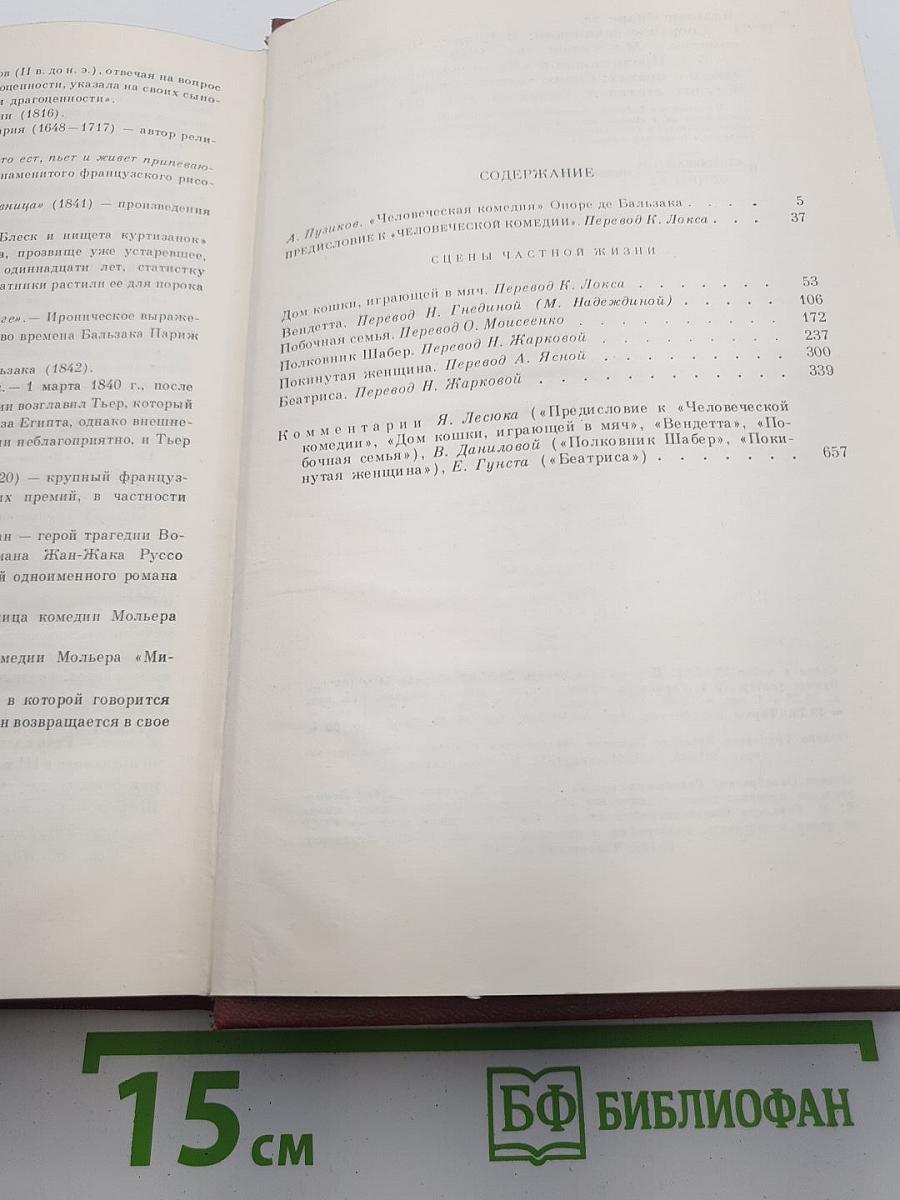 ов (II в. до н. э.), отвечая на вопрос
оценности, указала на своих сыно-
и драгоценности».
ни (1816).
ария (1648—1717) — автор рели-
то ест, пьет и живет припеваю-
наменитого французского рисо-
вница» (1841) — произведения
Блеск и нищета куртизанок»
а, прозвище уже устаревшее,
одиннадцати лет, статистку
атники растили ее для порока
ге».— Ироническое выраже-
во времена Бальзака Париж
ьзака (1842).
.— 1 марта 1840 г., после
ии возглавил Тьер, который
за Египта, однако внешне-
ли неблагоприятно, и Тьер
20) — крупный француз-
их премий, в частности
ан — герой трагедии Во-
мана Жан-Жака Руссо
й одноименного романа
ица комедии Мольера
медии Мольера «Ми-
в которой говорится
н возвращается в свое
СОДЕРЖАНИЕ
А. Пузиков. «Человеческая комедия» Оноре де Бальзака . . . . 5
ПРЕДИСЛОВИЕ К «ЧЕЛОВЕЧЕСКОЙ КОМЕДИИ». Перевод К. Локса . . . 37
СЦЕНЫ ЧАСТНОЙ ЖИЗНИ
Дом кошки, играющей в мяч. Перевод К. Локса . . . . . . . 53
Вендетта. Перевод Н. Гнединой (М. Надеждиной) . . . . . 106
Побочная семья. Перевод О. Моисеенко . . . . . . . . . 172
Полковник Шабер. Перевод Н. Жарковой . . . . . . . . 237
Покинутая женщина. Перевод А. Ясной . . . . . . . . 300
Беатриса. Перевод Н. Жарковой . . . . . . . . . . . 339
Комментарии Я. Лесюка («Предисловие к «Человеческой
комедии», «Дом кошки, играющей в мяч», «Вендетта», «По-
бочная семья»), В. Даниловой («Полковник Шабер», «Поки-
нутая женщина»), Е. Гунста («Беатриса») . . . . . . . 657
15 см
БФ БИБЛИОФАН